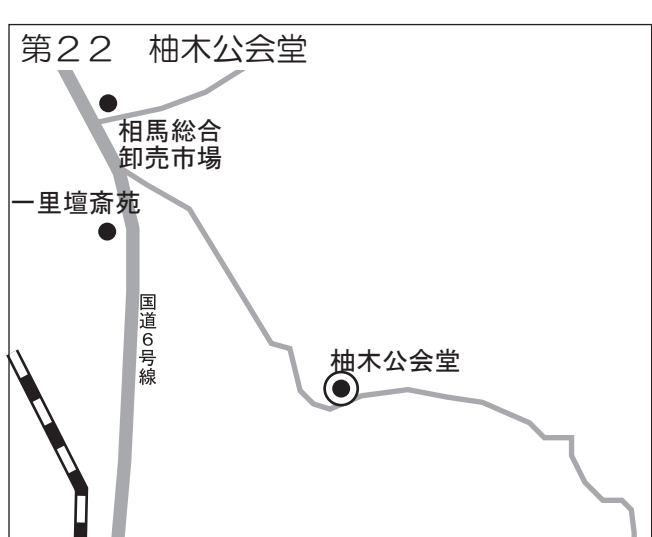 第２２　柚木公会堂
相馬総合
卸売市場
一里壇斎苑
国道６号線
柚木公会堂